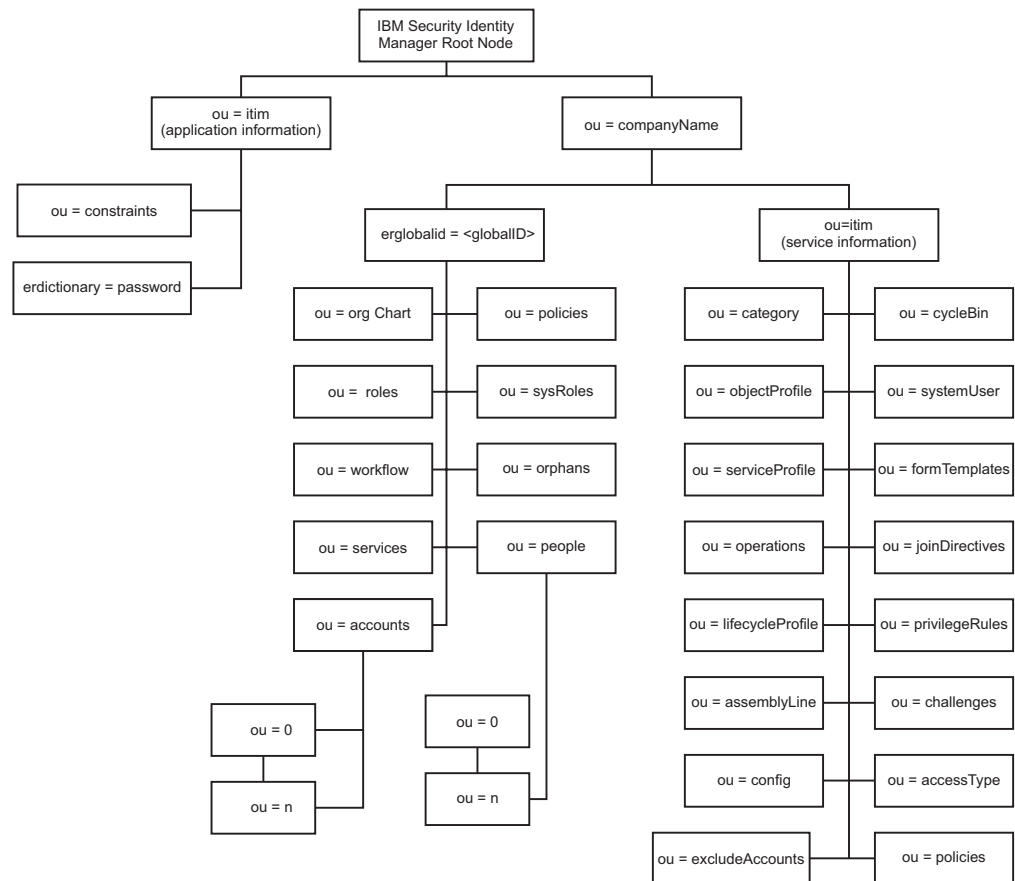 IBM Security Identity
Manager Root Node
ou = itim
(application information)
ou = companyName
ou = constraints
erglobalid = <globalID>
ou=itim
(service information)
erdictionary = password
ou = org Chart
ou = policies
ou = category
ou = cycleBin
ou = roles
ou = sysRoles
ou = objectProfile
ou = systemUser
ou = workflow
ou = orphans
ou = serviceProfile
ou = formTemplates
ou = services
ou = people
ou = operations
ou = joinDirectives
ou = accounts
ou = lifecycleProfile
ou = privilegeRules
ou = assemblyLine
ou = challenges
ou = 0
ou = 0
ou = n
ou = n
ou = config
ou = accessType
ou = excludeAccounts
ou = policies